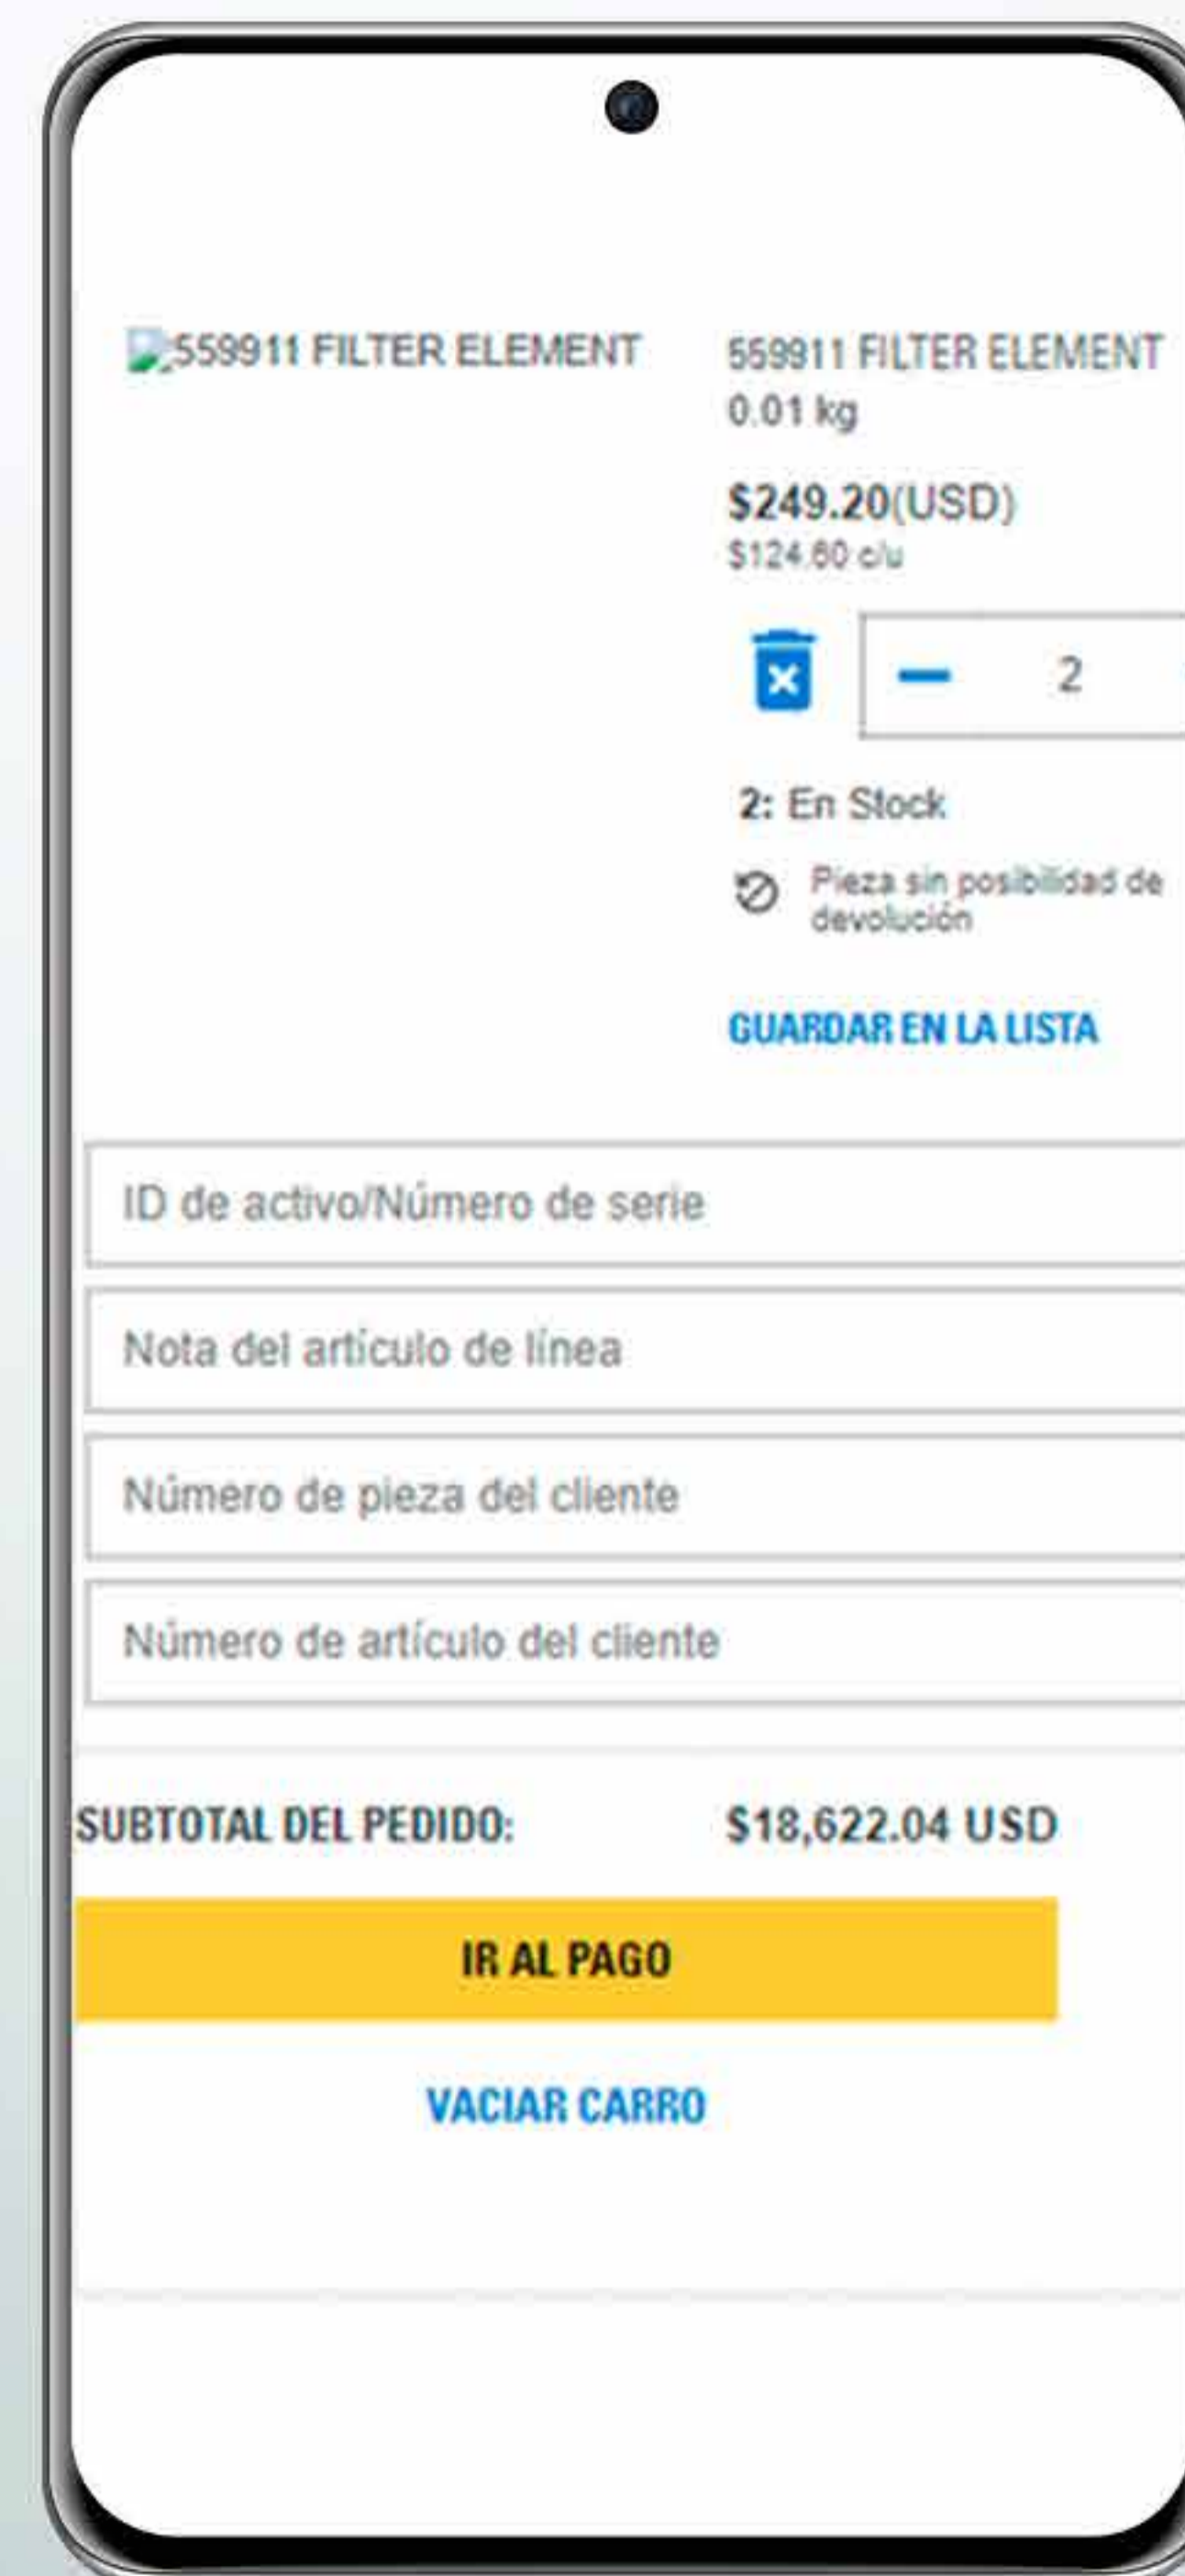 559911 FILTER ELEMENT
559911 FILTER ELEMENT
0.01 kg
$249.20(USD)
$124.60 c/u
2
2: En Stock
Pieza sin posibilidad de
devolución
GUARDAR EN LA LISTA
ID de activo/Número de serie
Nota del artículo de línea
Número de pieza del cliente
Número de artículo del cliente
SUBTOTAL DEL PEDIDO: $18,622.04 USD
IR AL PAGO
VACIAR CARRO